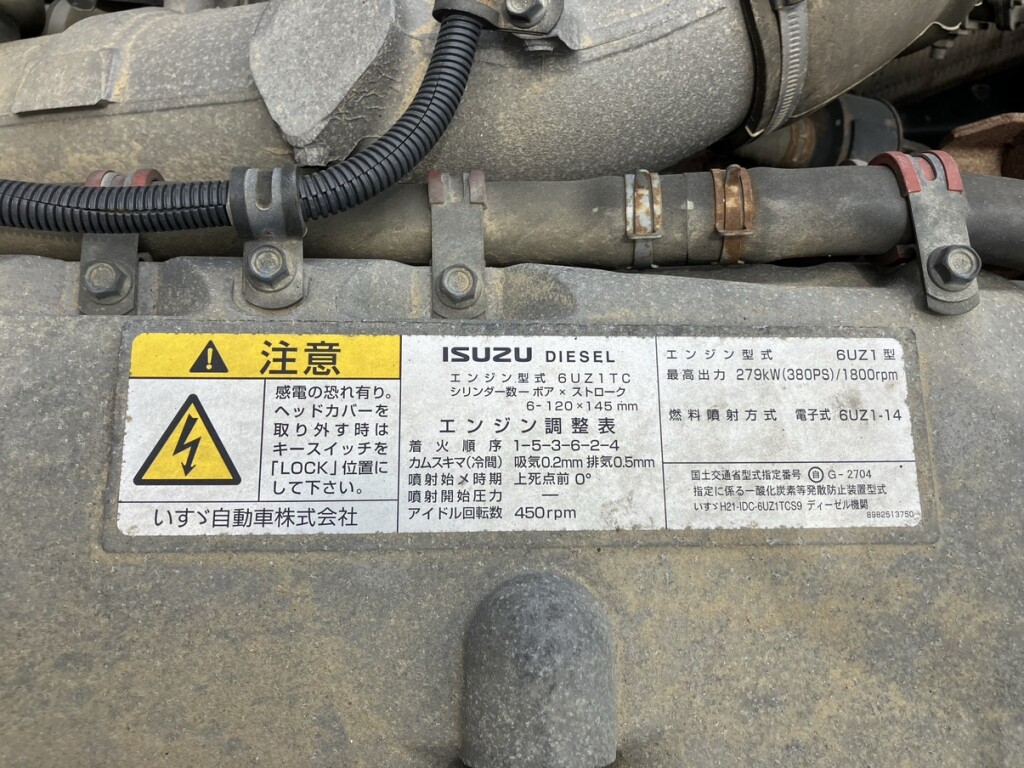 注意
感電の恐れ有り。
ヘッドカバーを
取り外す時は
キースイッチを
「LOCK」位置に
して下さい。
いすゞ自動車株式会社
ISUZU DIESEL
エンジン型式 6UZ1TC
シリンダー数ー ボア × ストローク
6-120×145 mm
エンジン調整表
着火順序 1-5-3-6-2-4
カムスキマ(冷間) 吸気0.2mm 排気0.5mm
噴射始メ時期 上死点前 0°
噴射開始圧力 —
アイドル回転数 450rpm
エンジン型式 6UZ1型
最高出力 279kW(380PS)/1800rpm
燃料噴射方式 電子式 6UZ1-14
国土交通省型式指定番号 自 G-2704
指定に係る一酸化炭素等発散防止装置型式
いすゞH21-IDC-6UZ1TCS9 ディーゼル機関
8982513750